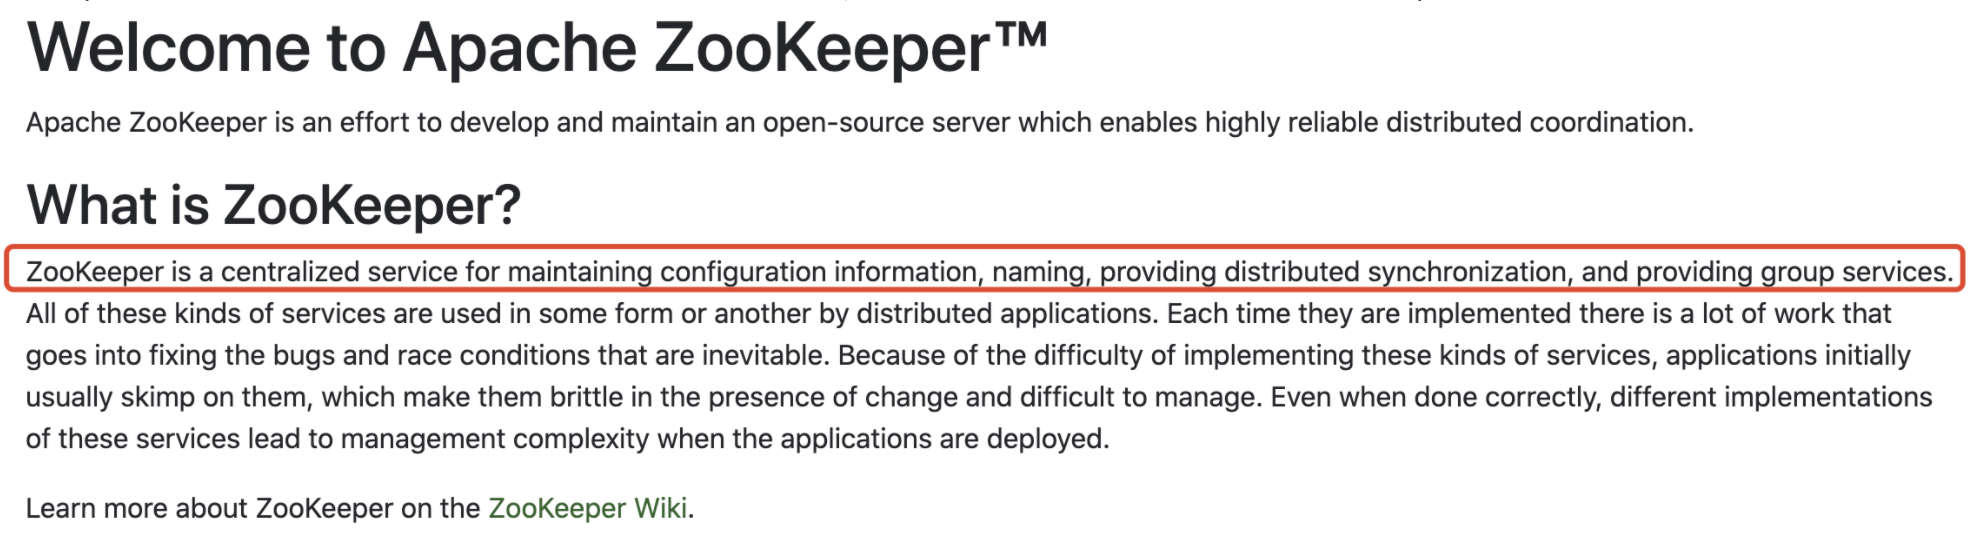 Welcome to Apache ZooKeeper™
Apache ZooKeeper is an effort to develop and maintain an open-source server which enables highly reliable distributed coordination.
What is ZooKeeper?
ZooKeeper is a centralized service for maintaining configuration information, naming, providing distributed synchronization, and providing group services.
All of these kinds of services are used in some form or another by distributed applications. Each time they are implemented there is a lot of work that
goes into fixing the bugs and race conditions that are inevitable. Because of the difficulty of implementing these kinds of services, applications initially
usually skimp on them, which make them brittle in the presence of change and difficult to manage. Even when done correctly, different implementations
of these services lead to management complexity when the applications are deployed.
Learn more about ZooKeeper on the ZooKeeper Wiki.